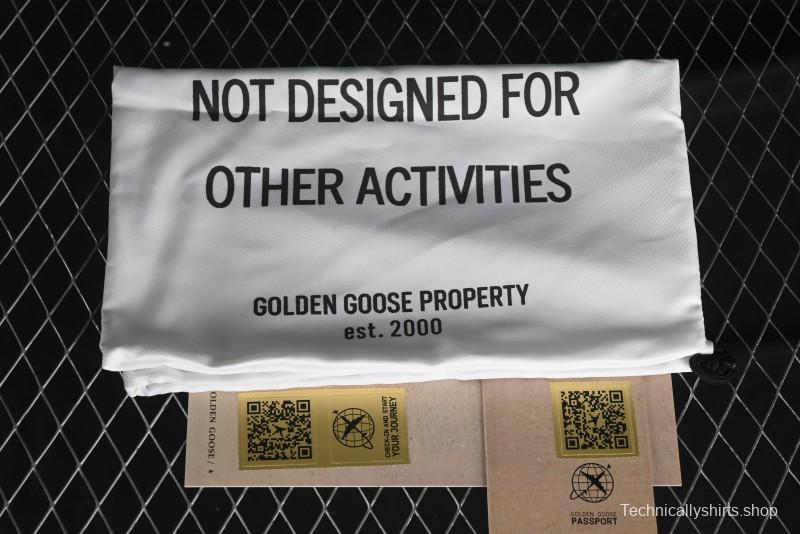 NOT DESIGNED FOR
OTHER ACTIVITIES
GOLDEN GOOSE PROPERTY
est. 2000
OLDEN GOOSE /
CHECK-IN AND START
YOUR JOURNEY
GOLDEN GOOSE
PASSPORT
Technicallyshirts.shop